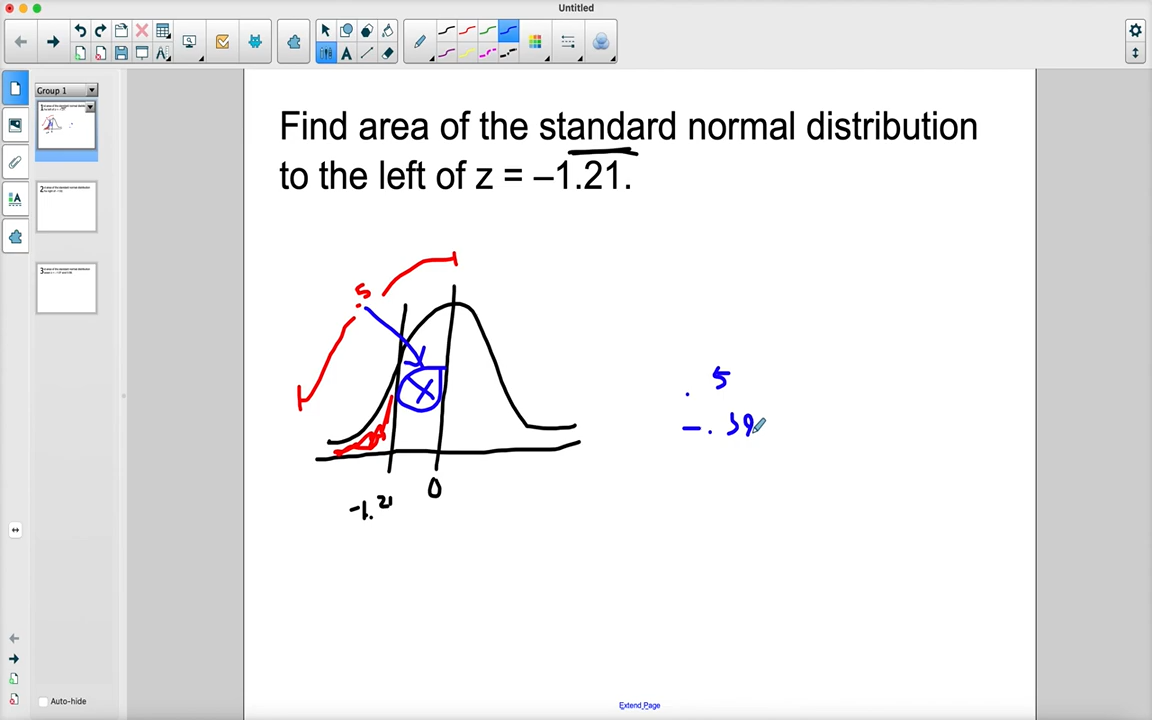 Untitled
Group 1
Find area of the standard normal distribution
to the left of z = –1.21.
.5
. 5
– . 38
-1.21
0
Auto-hide
Extend Page